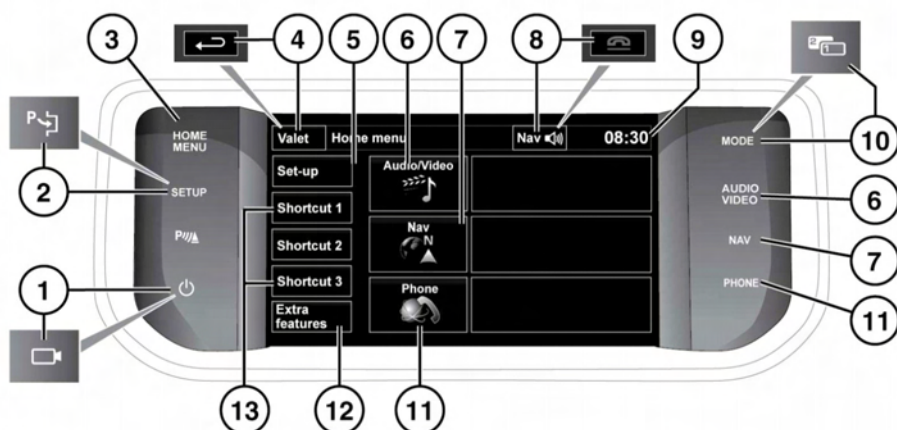 3
4
5
6
7
8
9
2
1
10
P
HOME
MENU
Valet
Home menu
Nav
08:30
MODE
2
SETUP
Set-up
Audio/Video
AUDIO
VIDEO
6
Shortcut 1
P
Nav
N
NAV
Shortcut 2
7
1
Shortcut 3
Phone
PHONE
Extra
features
11
13
12
11